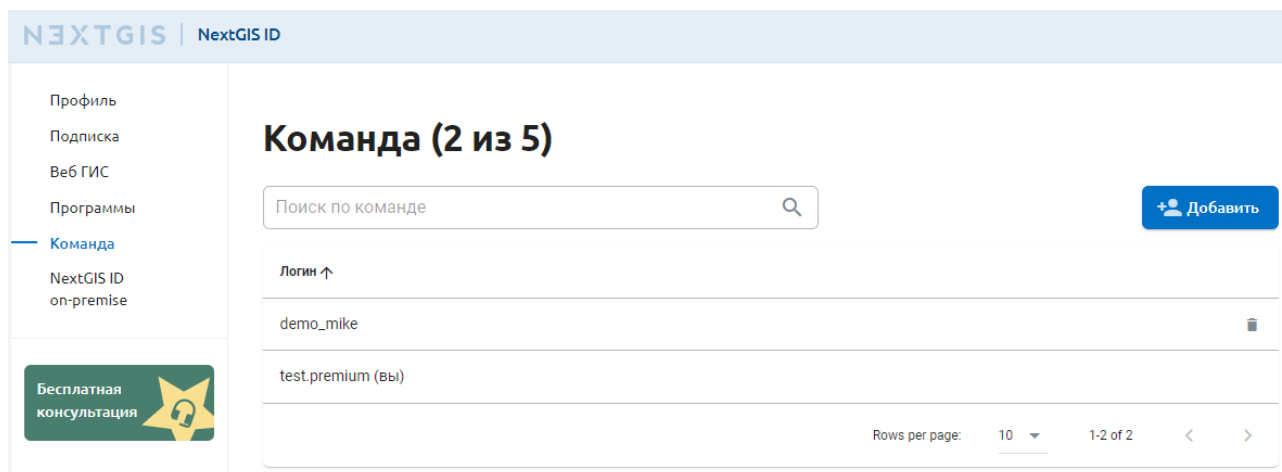 NEXTGIS | NextGIS ID
Профиль
Подписка
Веб ГИС
Программы
Команда
NextGIS ID
on-premise
Бесплатная
консультация
Команда (2 из 5)
Поиск по команде
Добавить
Логин
demo_mike
test.premium (вы)
Rows per page: 10 1-2 of 2